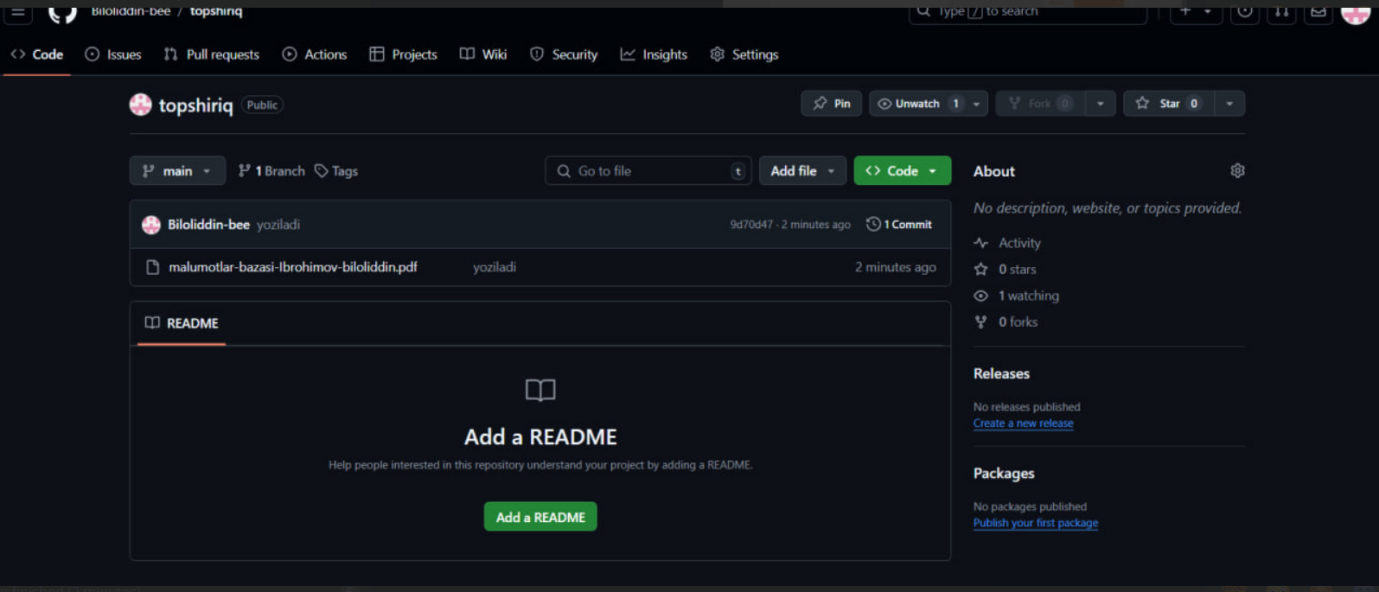 Biloliddin-bee / topshiriq
Type / to search
Code Issues Pull requests Actions Projects Wiki Security Insights Settings
topshiriq Public
Pin Unwatch 1 Fork 0 Star 0
main 1 Branch Tags Go to file t Add file Code
Biloliddin-bee yoziladi 9d70d47 · 2 minutes ago 1 Commit
malumotlar-bazasi-Ibrohimov-biloliddin.pdf yoziladi 2 minutes ago
README
Add a README
Help people interested in this repository understand your project by adding a README.
Add a README
About
No description, website, or topics provided.
Activity
0 stars
1 watching
0 forks
Releases
No releases published
Create a new release
Packages
No packages published
Publish your first package